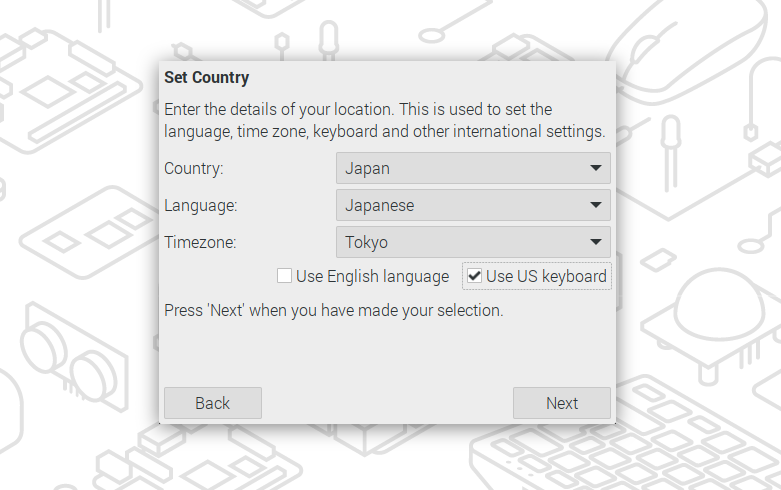 Set Country
Enter the details of your location. This is used to set the
language, time zone, keyboard and other international settings.
Country: Japan
Language: Japanese
Timezone: Tokyo
Use English language Use US keyboard
Press 'Next' when you have made your selection.
Back Next